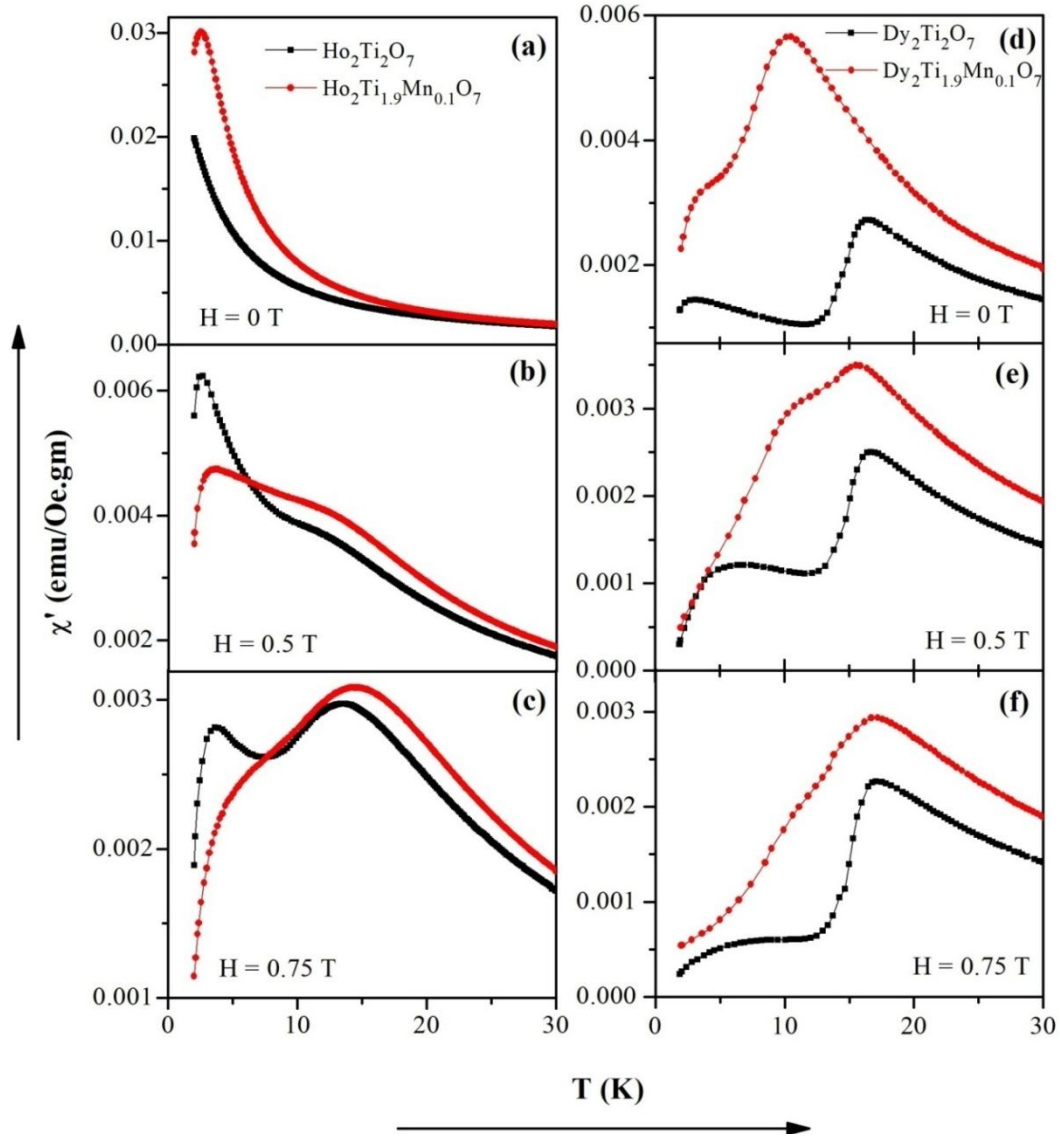 (a)
Ho2Ti2O7
Ho2Ti1.9Mn0.1O7
0.03
0.02
0.01
0.00
H = 0 T
(b)
0.006
0.004
0.002
H = 0.5 T
(c)
0.003
0.002
0.001
H = 0.75 T
0 10 20 30
(d)
Dy2Ti2O7
Dy2Ti1.9Mn0.1O7
0.006
0.004
0.002
H = 0 T
(e)
0.003
0.002
0.001
0.000
H = 0.5 T
(f)
0.003
0.002
0.001
0.000
H = 0.75 T
0 10 20 30
χ' (emu/Oe.gm)
T (K)